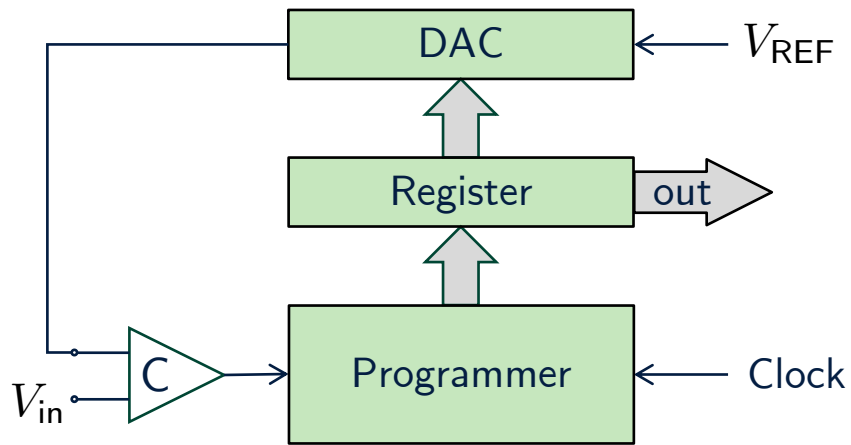 DAC
V_REF
Register
out
C
Programmer
V_in
Clock